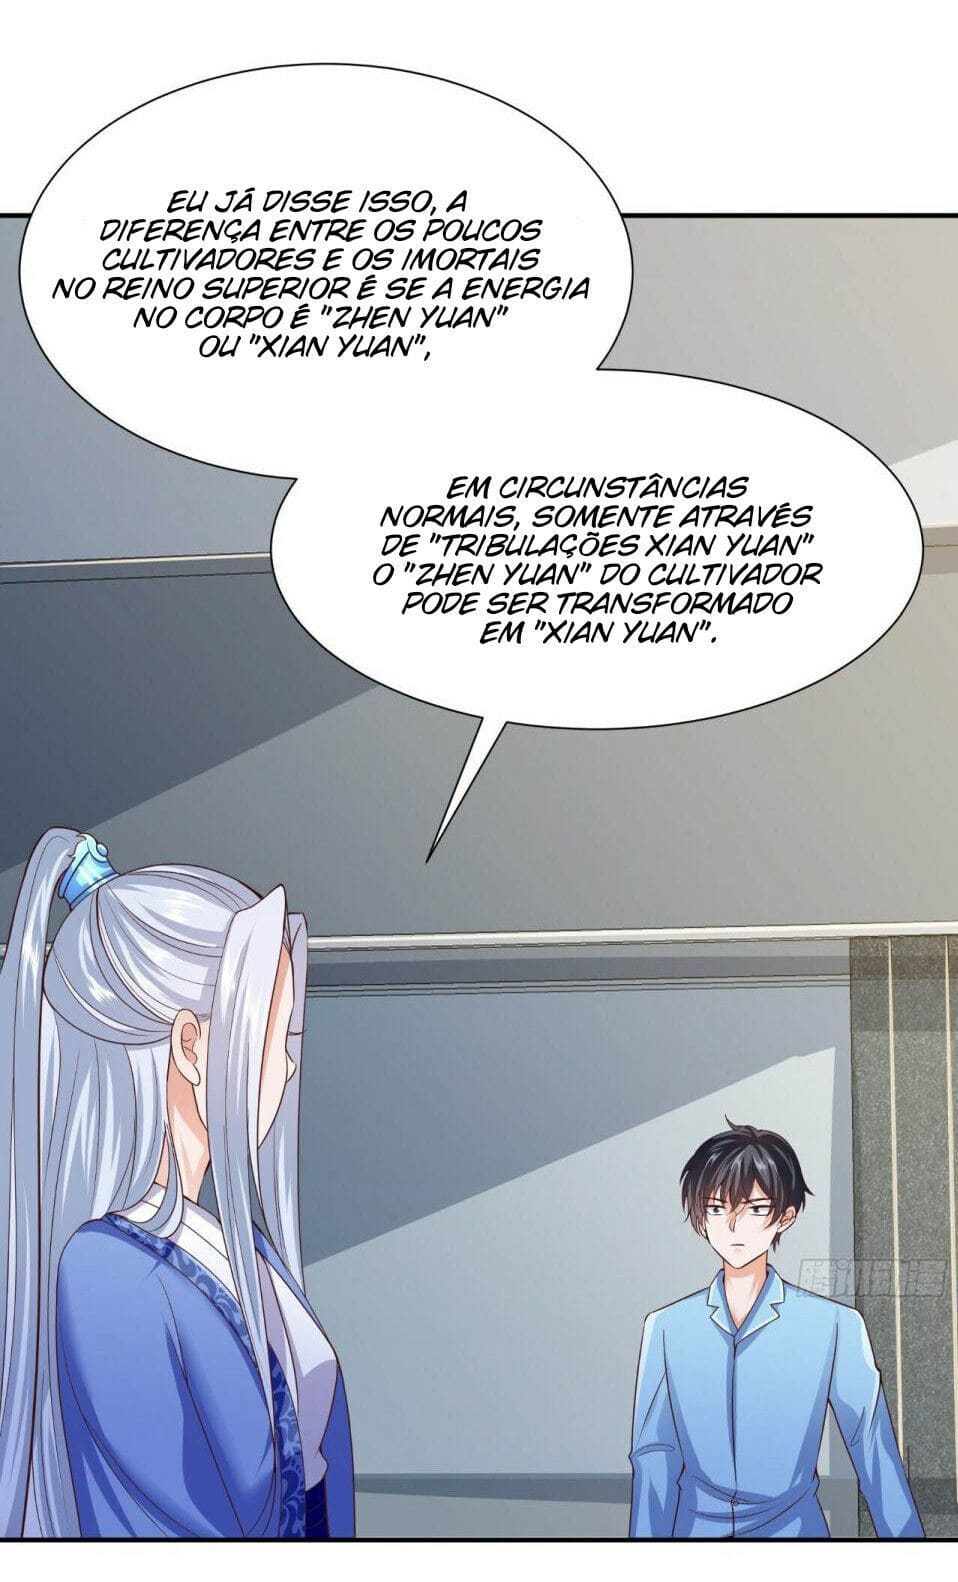 EU JÁ DISSE ISSO, A
DIFERENÇA ENTRE OS POUCOS
CULTIVADORES E OS IMORTAIS
NO REINO SUPERIOR É SE A ENERGIA
NO CORPO É "ZHEN YUAN"
OU "XIAN YUAN",
EM CIRCUNSTÂNCIAS
NORMAIS, SOMENTE ATRAVÉS
DE "TRIBULAÇÕES XIAN YUAN"
O "ZHEN YUAN" DO CULTIVADOR
PODE SER TRANSFORMADO
EM "XIAN YUAN".